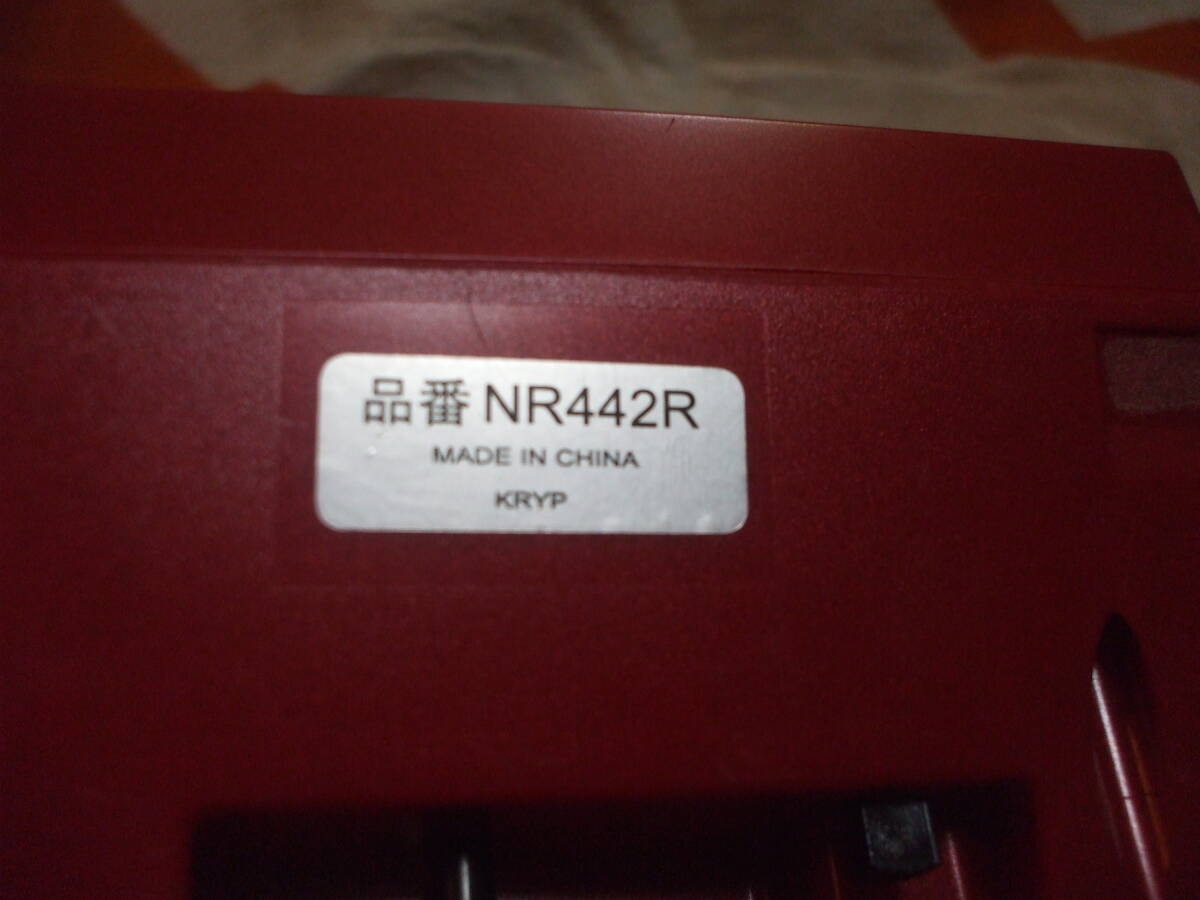 品番 NR442R
MADE IN CHINA
KRYP